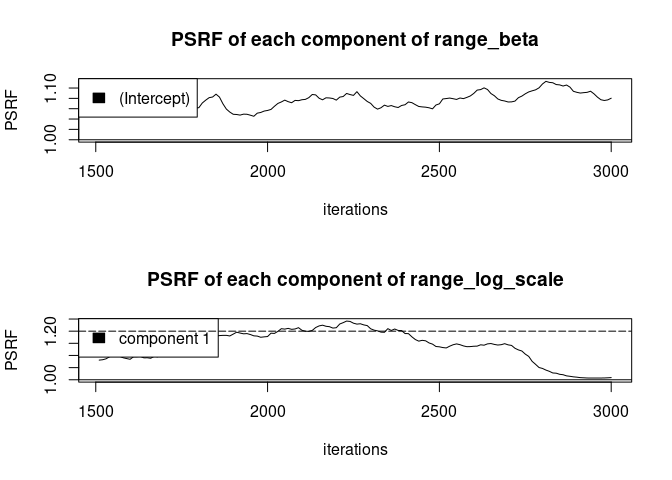 PSRF of each component of range_beta
PSRF
1.10
1.00
(Intercept)
1500 2000 2500 3000
iterations
PSRF of each component of range_log_scale
PSRF
1.20
1.00
component 1
1500 2000 2500 3000
iterations